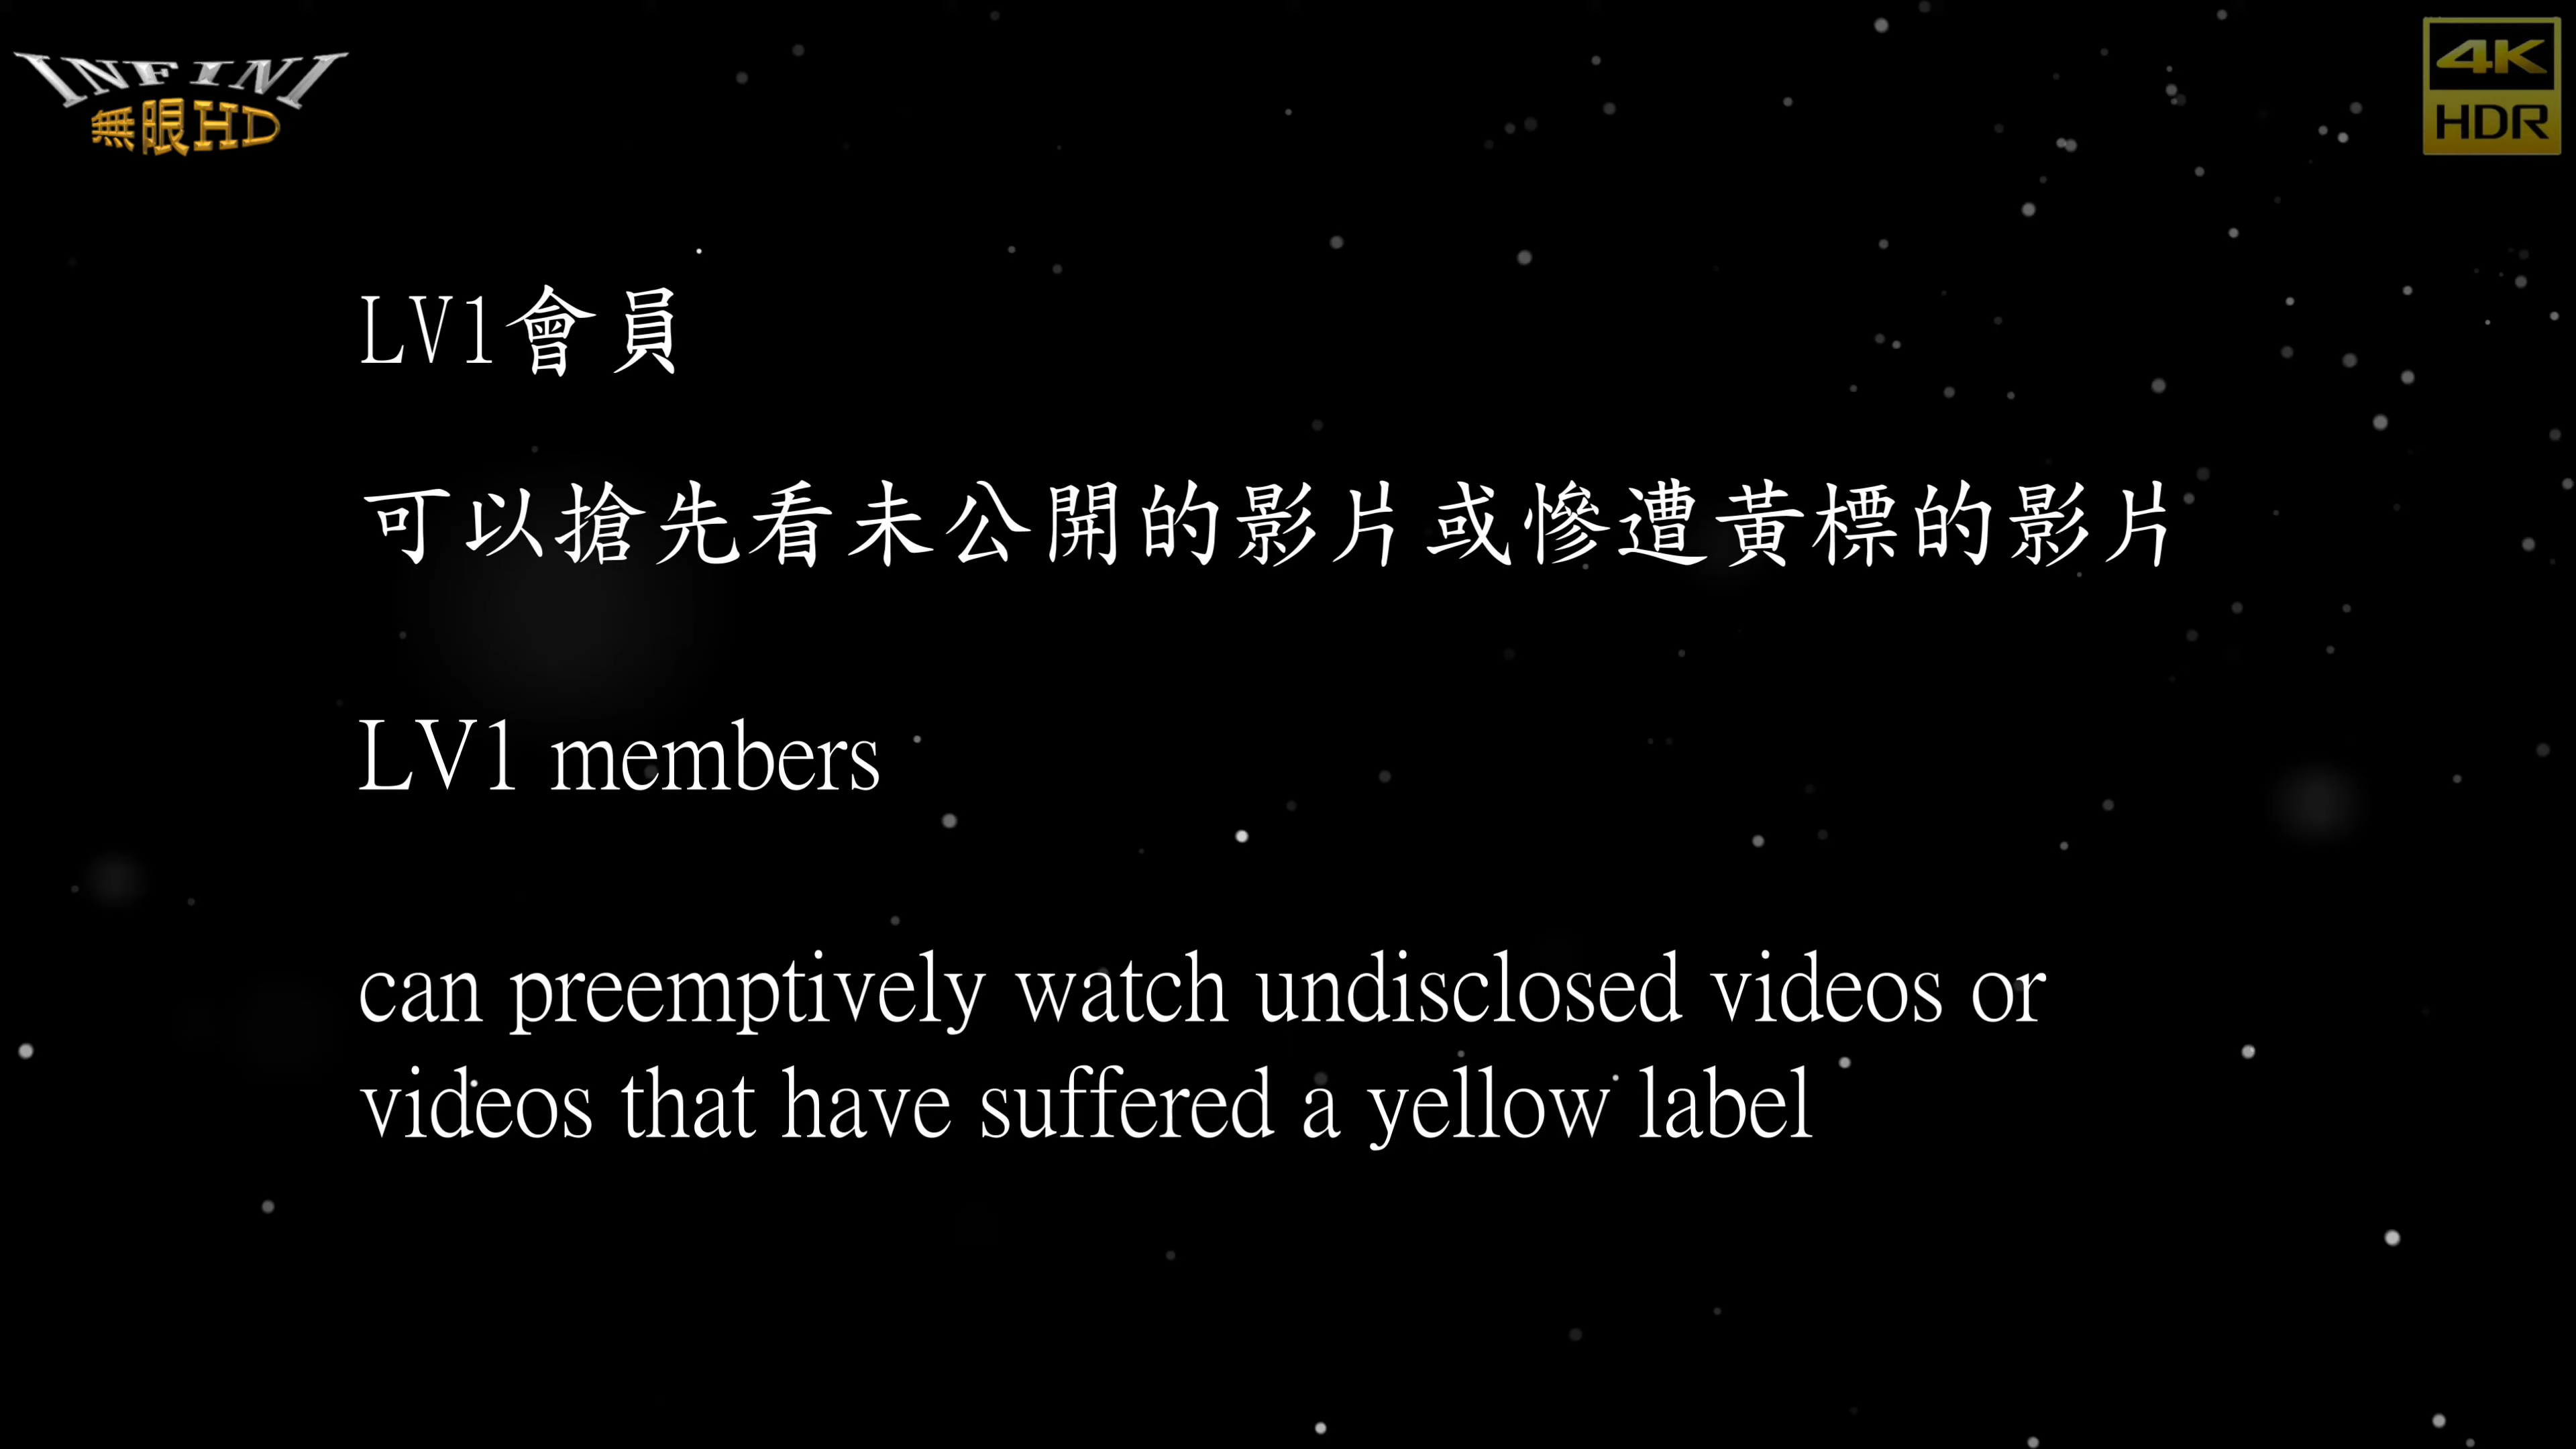 INFINI
無限HD
4K
HDR
LV1會員
可以搶先看未公開的影片或慘遭黃標的影片
LV1 members
can preemptively watch undisclosed videos or
videos that have suffered a yellow label